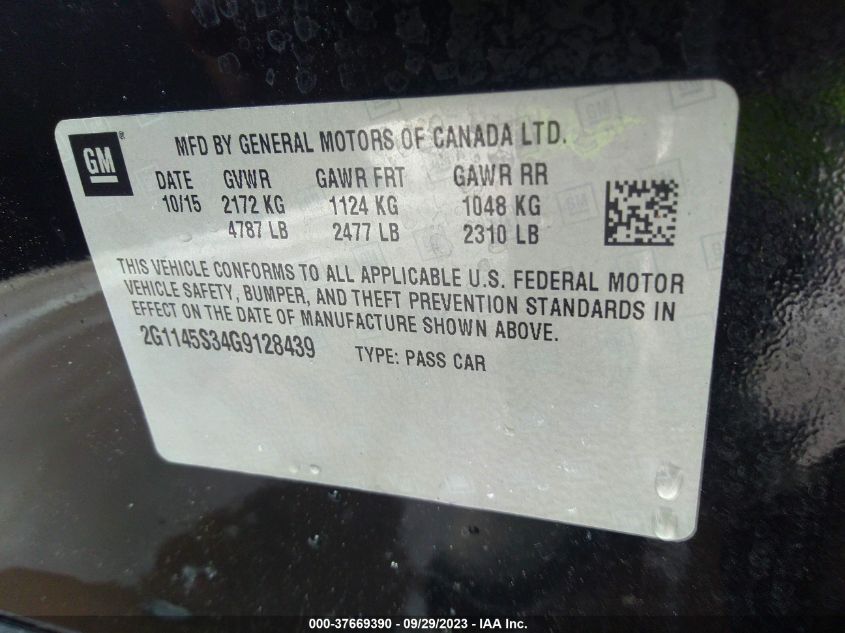 GM ®
MFD BY GENERAL MOTORS OF CANADA LTD.
DATE GVWR GAWR FRT GAWR RR
10/15 2172 KG 1124 KG 1048 KG
4787 LB 2477 LB 2310 LB
THIS VEHICLE CONFORMS TO ALL APPLICABLE U.S. FEDERAL MOTOR
VEHICLE SAFETY, BUMPER, AND THEFT PREVENTION STANDARDS IN
EFFECT ON THE DATE OF MANUFACTURE SHOWN ABOVE.
2G1145S34G9128439 TYPE: PASS CAR
000-37669390 - 09/29/2023 - IAA Inc.